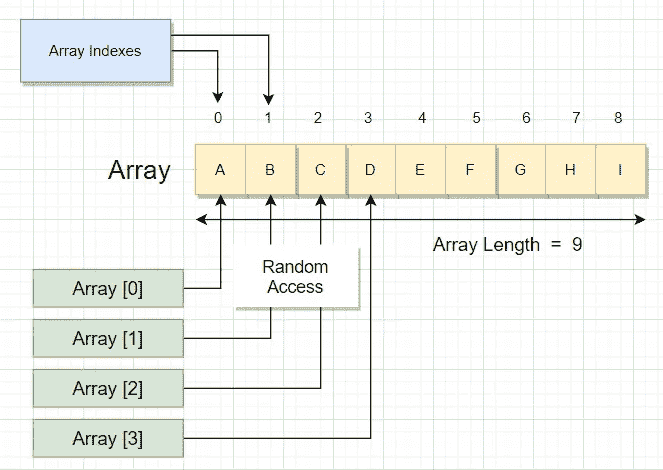 Array Indexes
0 1 2 3 4 5 6 7 8
Array
A B C D E F G H I
Array Length = 9
Random
Access
Array [0]
Array [1]
Array [2]
Array [3]